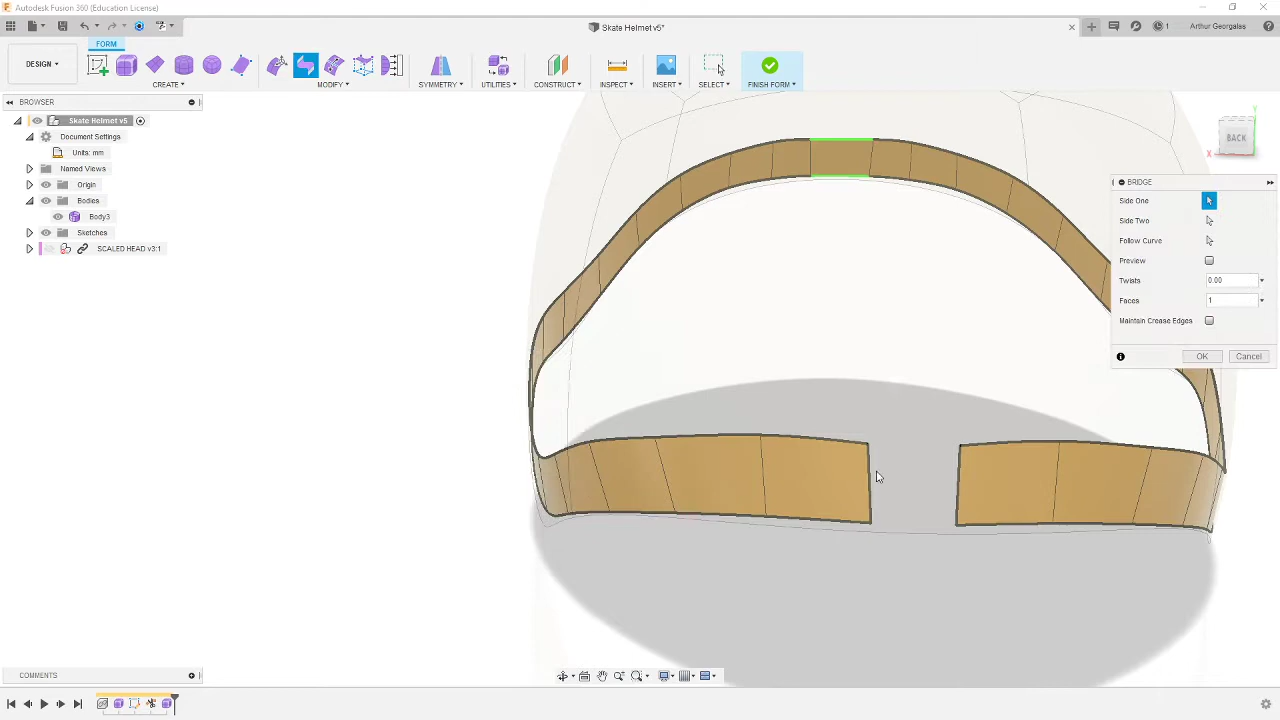 Autodesk Fusion 360 (Education License)
Skate Helmet v5*
1
Arthur Georgalas
FORM
DESIGN
CREATE
MODIFY
SYMMETRY
UTILITIES
CONSTRUCT
INSPECT
INSERT
SELECT
FINISH FORM
BROWSER
Skate Helmet v5
Document Settings
Units: mm
Named Views
Origin
Bodies
Body3
Sketches
SCALED HEAD v3:1
Y
BACK
X
BRIDGE
Side One
Side Two
Follow Curve
Preview
Twists 0.00
Faces 1
Maintain Crease Edges
OK Cancel
COMMENTS